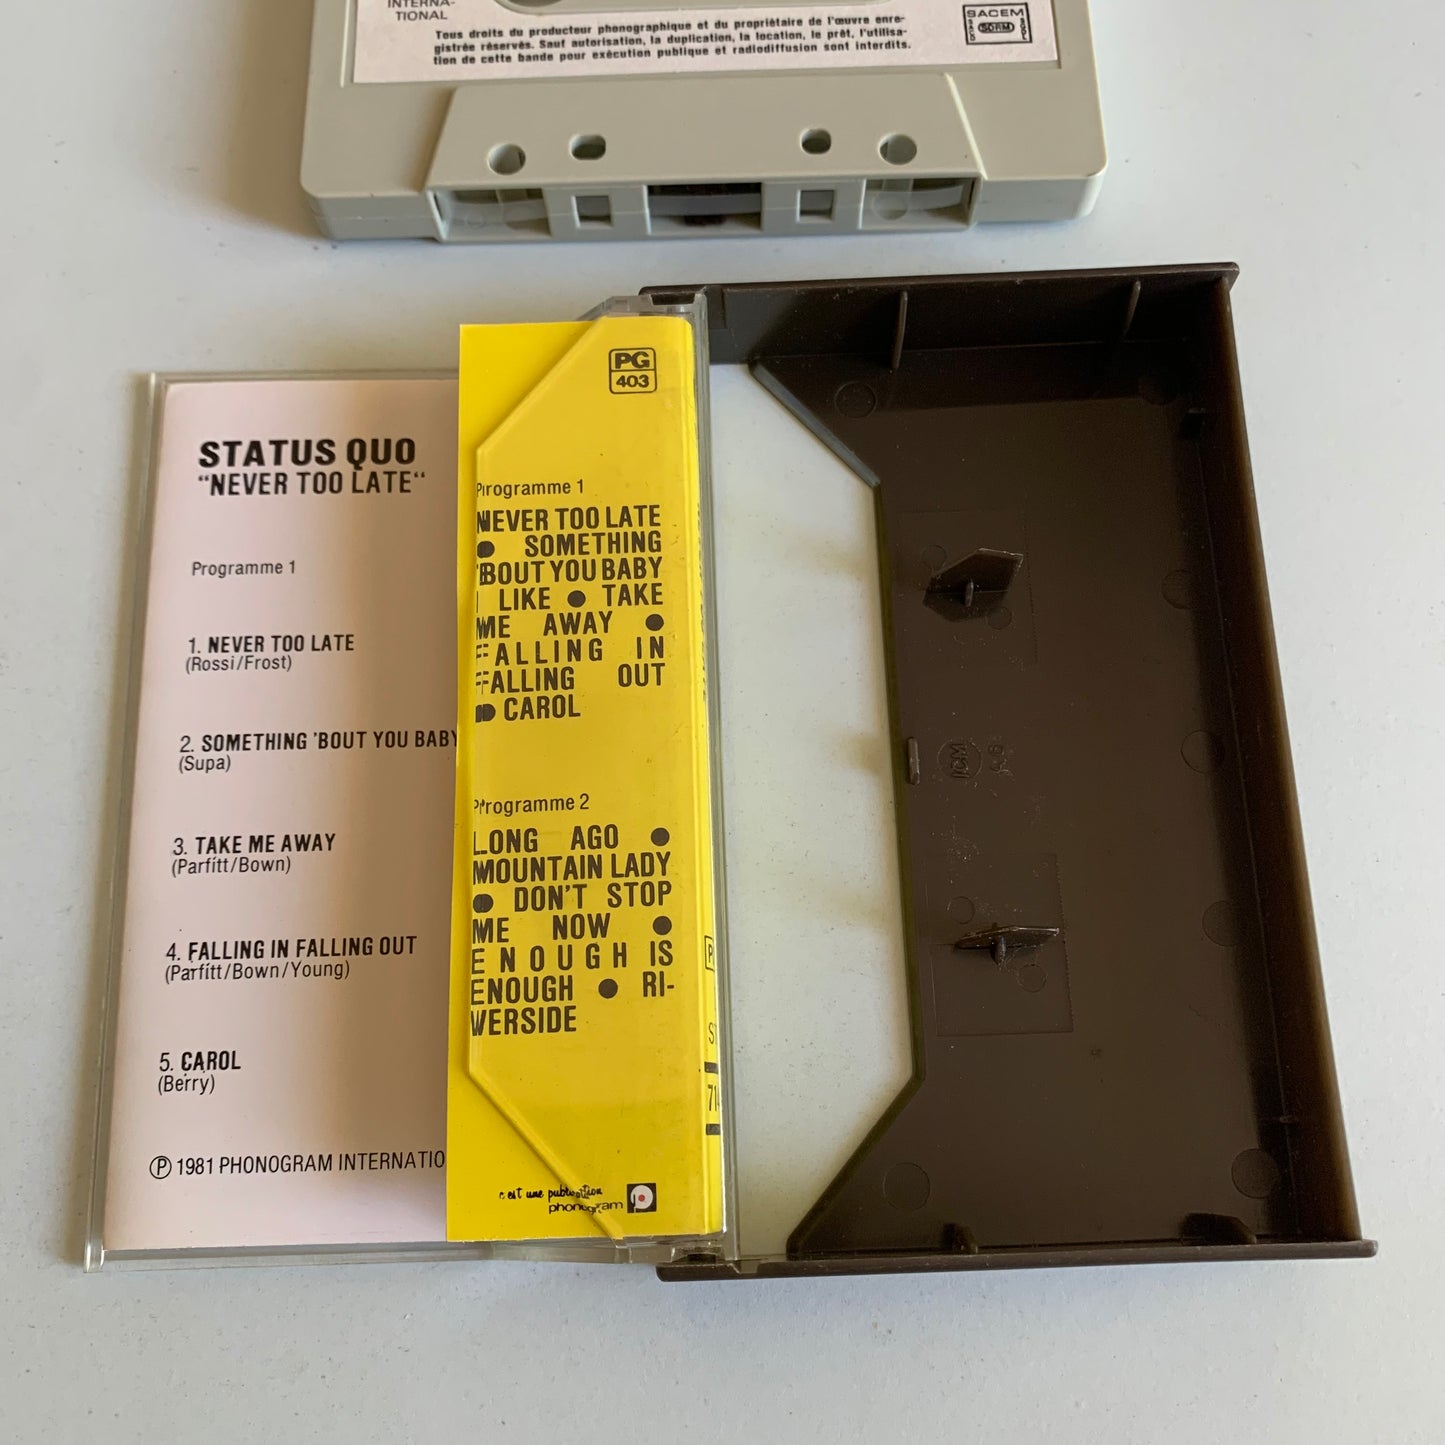 INTERNA-
TIONAL
Tous droits du producteur phonographique et du propriètaire de l'œuvre enre-
gistrée réservés. Sauf autorisation, la duplication, la location, le prêt, l'utilisa-
tion de cette bande pour exécution publique et radiodiffusion sont interdits.
SACEM
SDRM
SACD
SGDL
STATUS QUO
"NEVER TOO LATE"
Programme 1
1. NEVER TOO LATE
(Rossi/Frost)
2. SOMETHING 'BOUT YOU BABY
(Supa)
3. TAKE ME AWAY
(Parfitt/Bown)
4. FALLING IN FALLING OUT
(Parfitt/Bown/Young)
5. CAROL
(Berry)
Ⓟ 1981 PHONOGRAM INTERNATIO
PG
403
Programme 1
NEVER TOO LATE
● SOMETHING
'BOUT YOU BABY
I LIKE ● TAKE
ME AWAY ●
FALLING IN
FALLING OUT
● CAROL
Programme 2
LONG AGO ●
MOUNTAIN LADY
● DON'T STOP
ME NOW ●
ENOUGH IS
ENOUGH ● RI-
VERSIDE
c'est une publication
phonogram
ICM